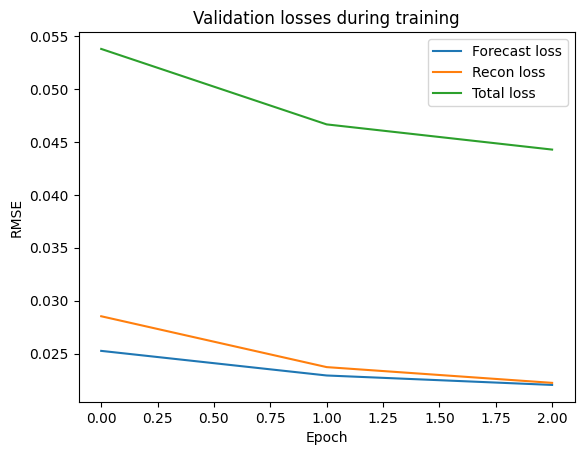 Validation losses during training
0.055
0.050
0.045
0.040
0.035
0.030
0.025
RMSE
Forecast loss
Recon loss
Total loss
0.00 0.25 0.50 0.75 1.00 1.25 1.50 1.75 2.00
Epoch